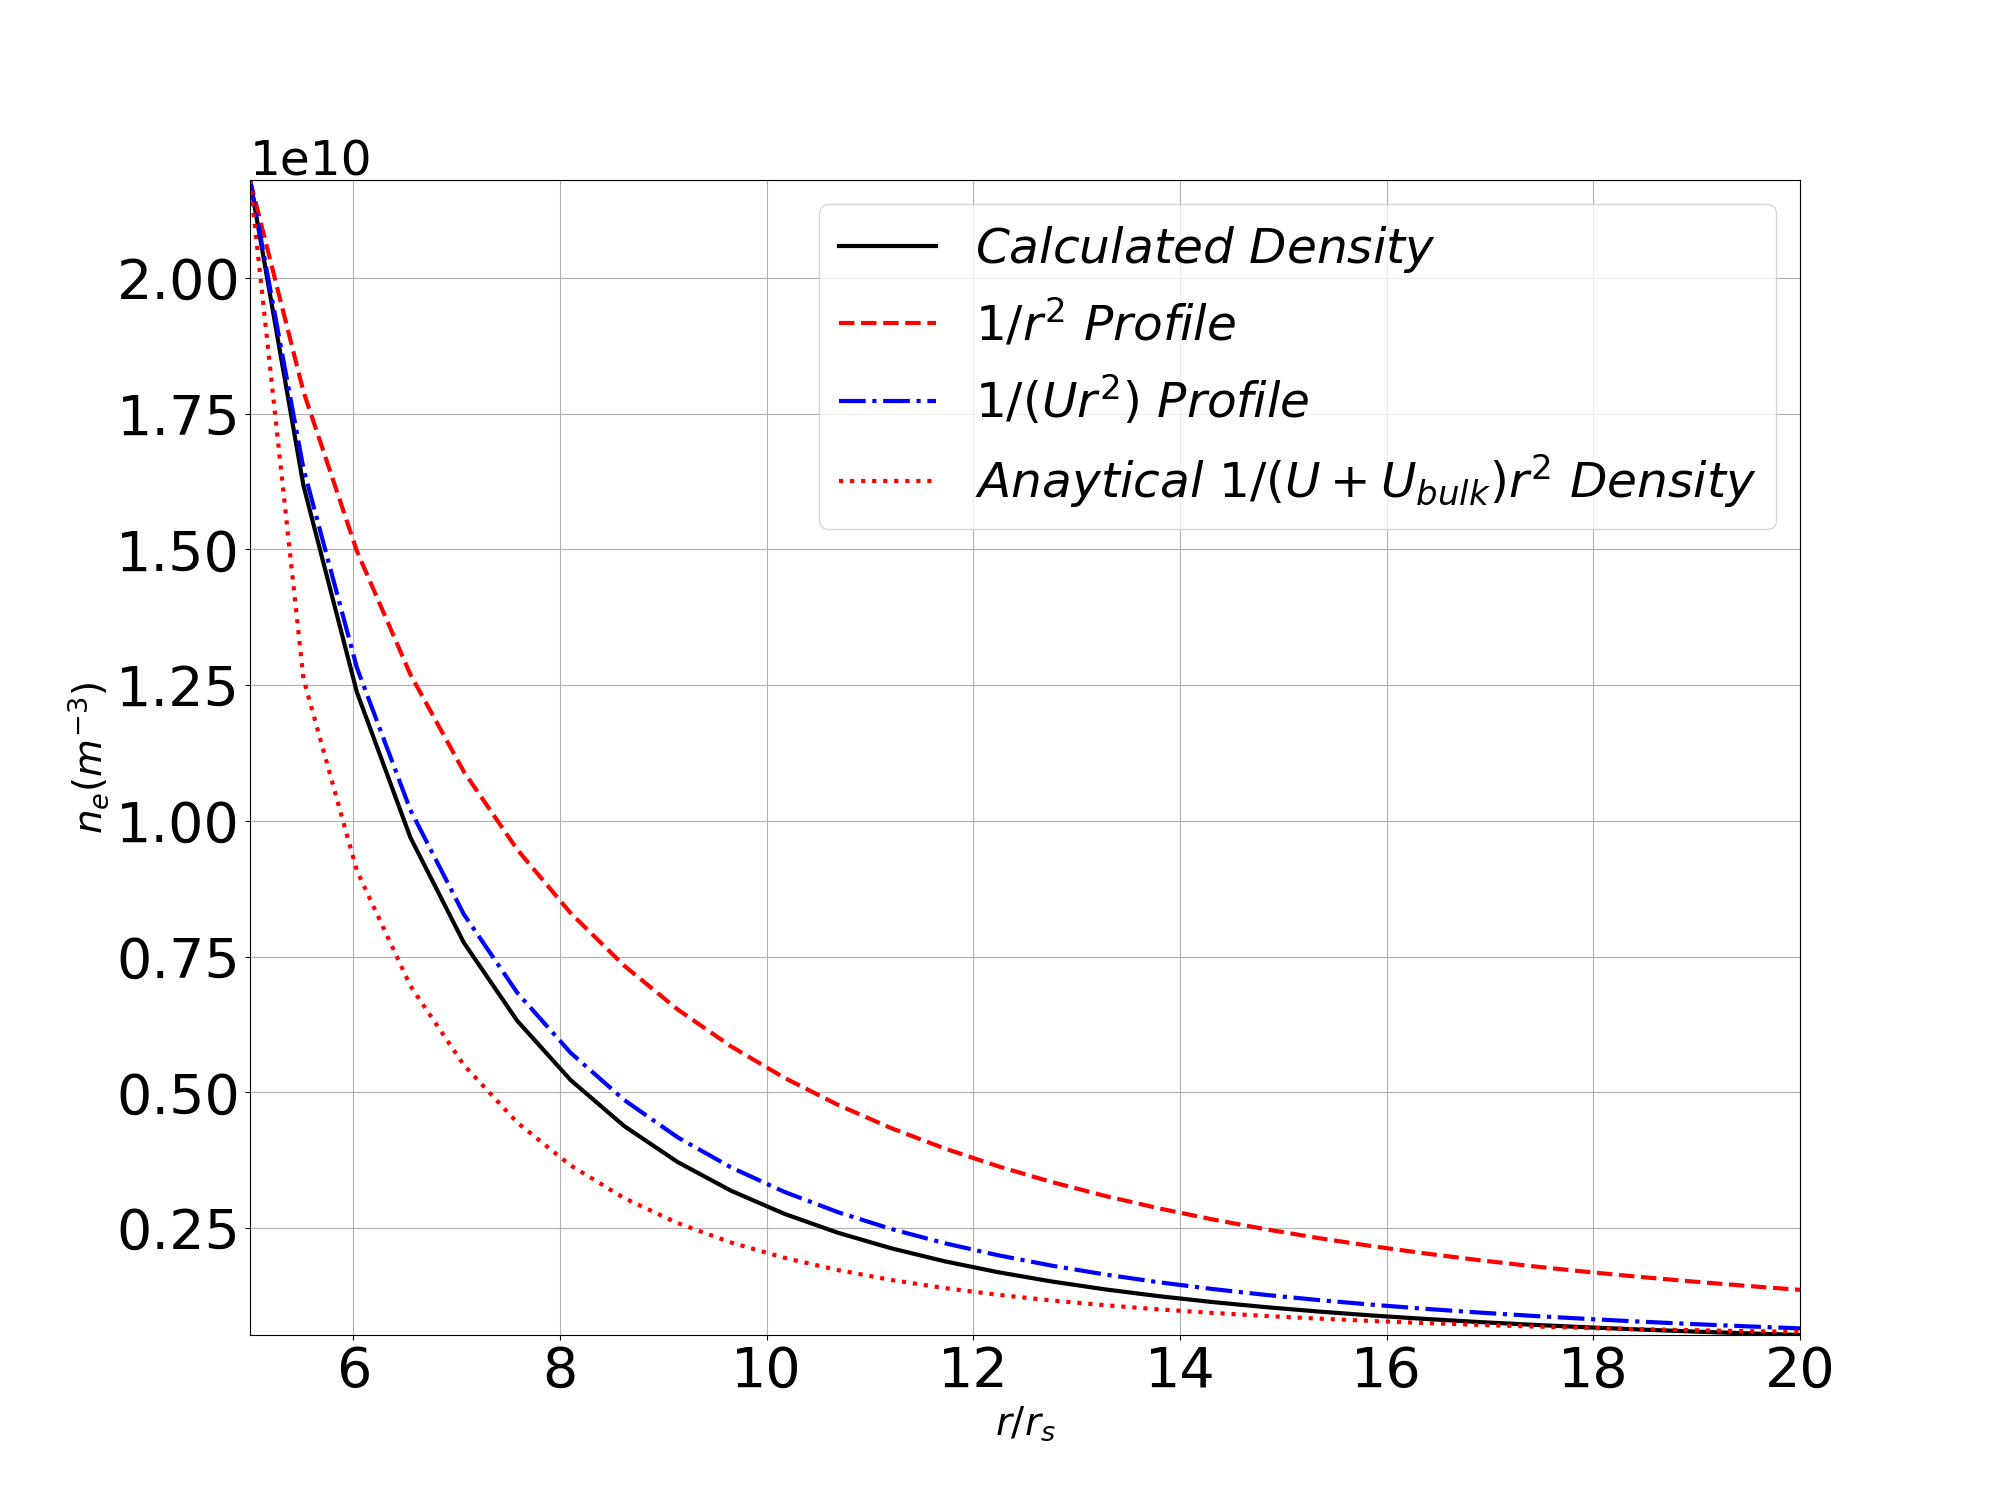 1e10
2.00
1.75
1.50
1.25
1.00
0.75
0.50
0.25
n_e(m^{-3})
Calculated Density
1/r^2 Profile
1/(Ur^2) Profile
Anaytical 1/(U + U_{bulk})r^2 Density
6 8 10 12 14 16 18 20
r/r_s